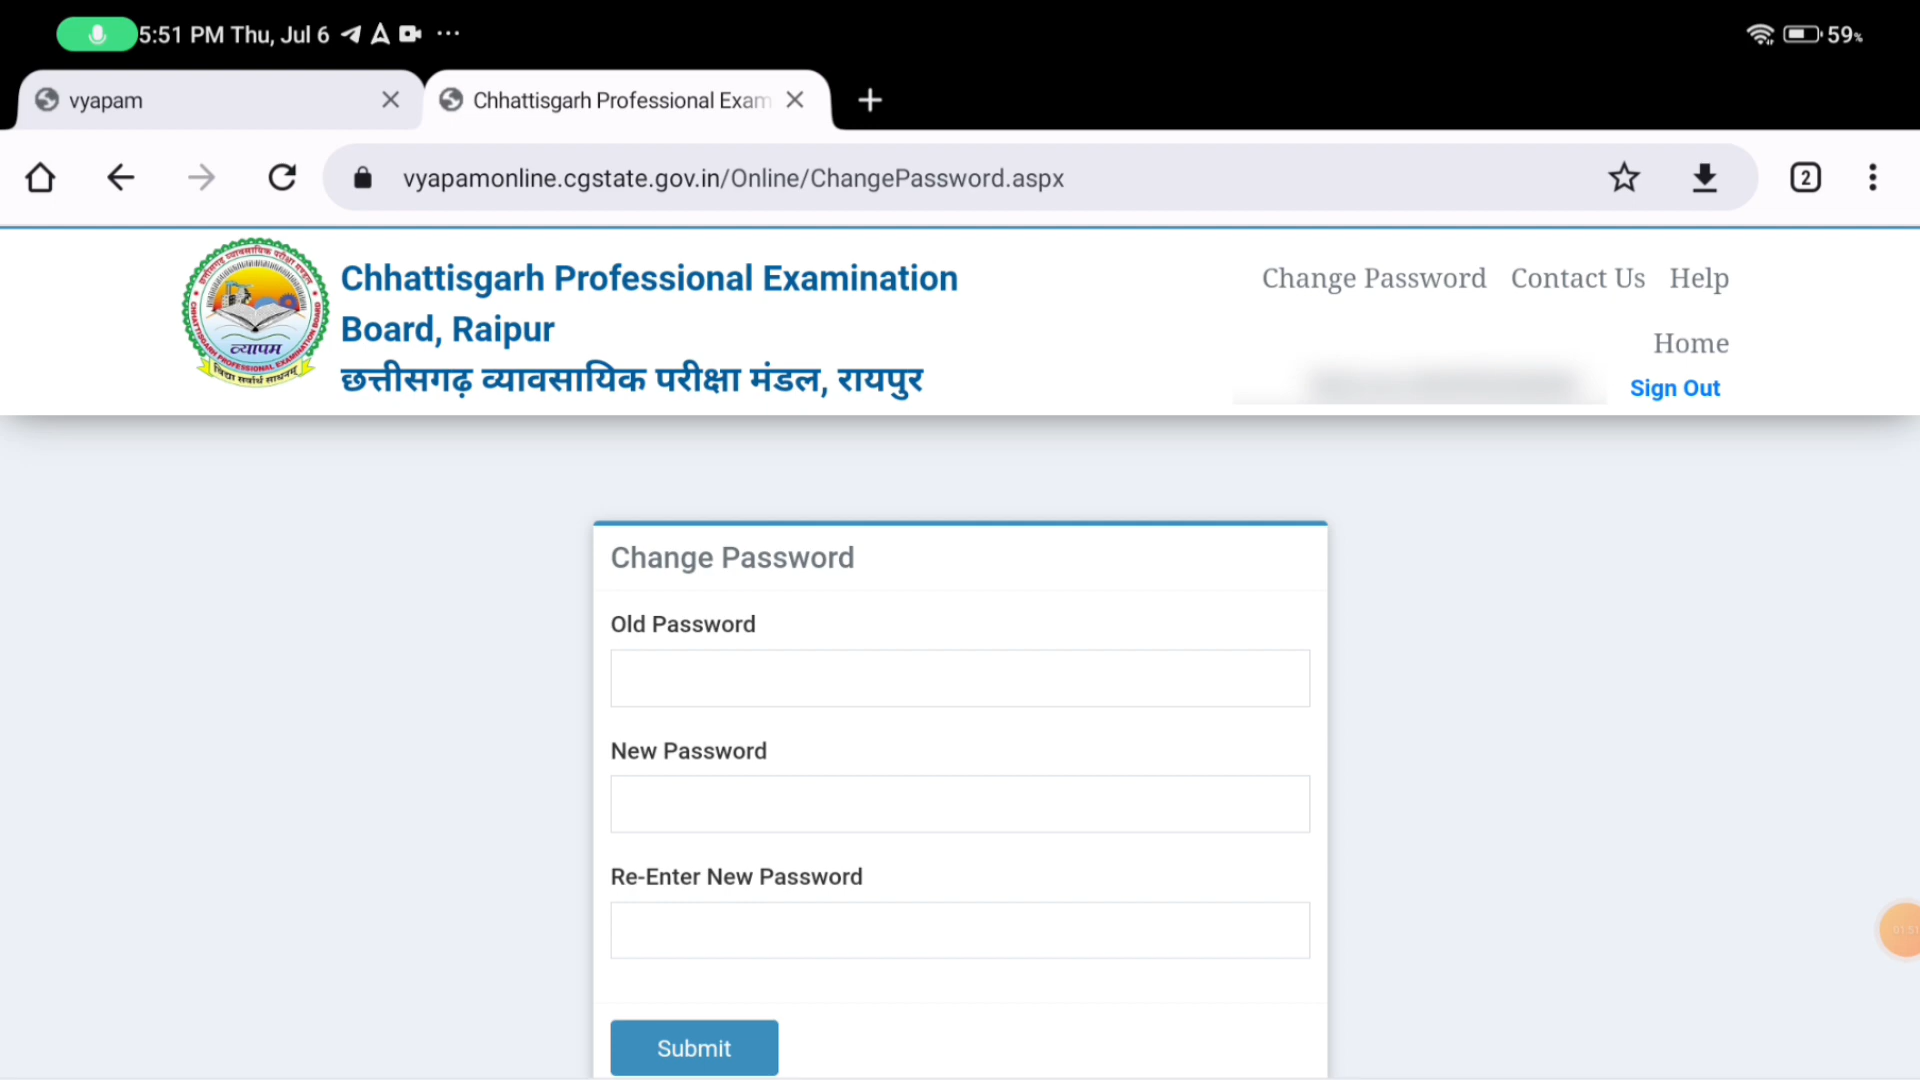 5:51 PM Thu, Jul 6
59%
vyapam
Chhattisgarh Professional Exam
vyapamonline.cgstate.gov.in/Online/ChangePassword.aspx
2
व्यापम
Chhattisgarh Professional Examination
Board, Raipur
छत्तीसगढ़ व्यावसायिक परीक्षा मंडल, रायपुर
Change Password Contact Us Help
Home
Sign Out
Change Password
Old Password
New Password
Re-Enter New Password
Submit
01:51